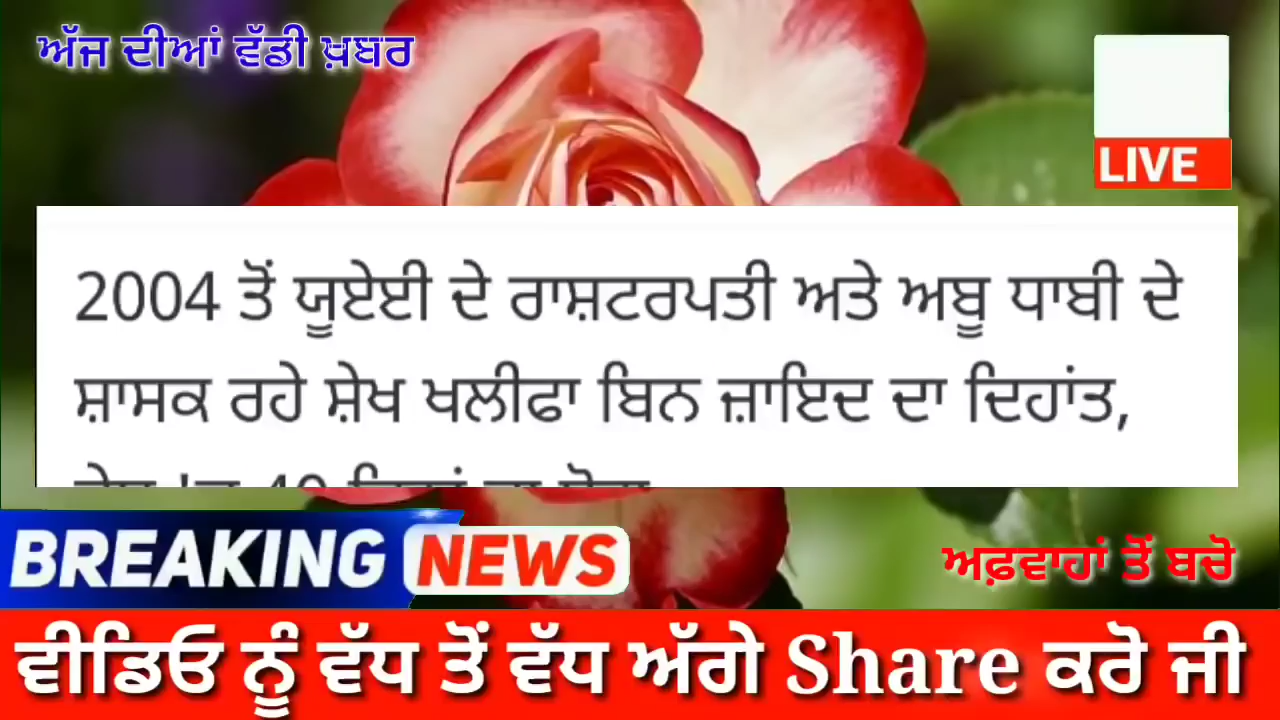 ਅੱਜ ਦੀਆਂ ਵੱਡੀ ਖ਼ਬਰ
LIVE
2004 ਤੋਂ ਯੂਏਈ ਦੇ ਰਾਸ਼ਟਰਪਤੀ ਅਤੇ ਅਬੂ ਧਾਬੀ ਦੇ
ਸ਼ਾਸਕ ਰਹੇ ਸ਼ੇਖ ਖਲੀਫਾ ਬਿਨ ਜ਼ਾਇਦ ਦਾ ਦਿਹਾਂਤ,
BREAKING NEWS
ਅਫ਼ਵਾਹਾਂ ਤੋਂ ਬਚੋ
ਵੀਡਿਓ ਨੂੰ ਵੱਧ ਤੋਂ ਵੱਧ ਅੱਗੇ Share ਕਰੋ ਜੀ